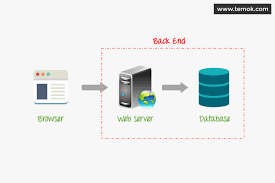 www.temok.com
Back End
Browser
Web server
Database